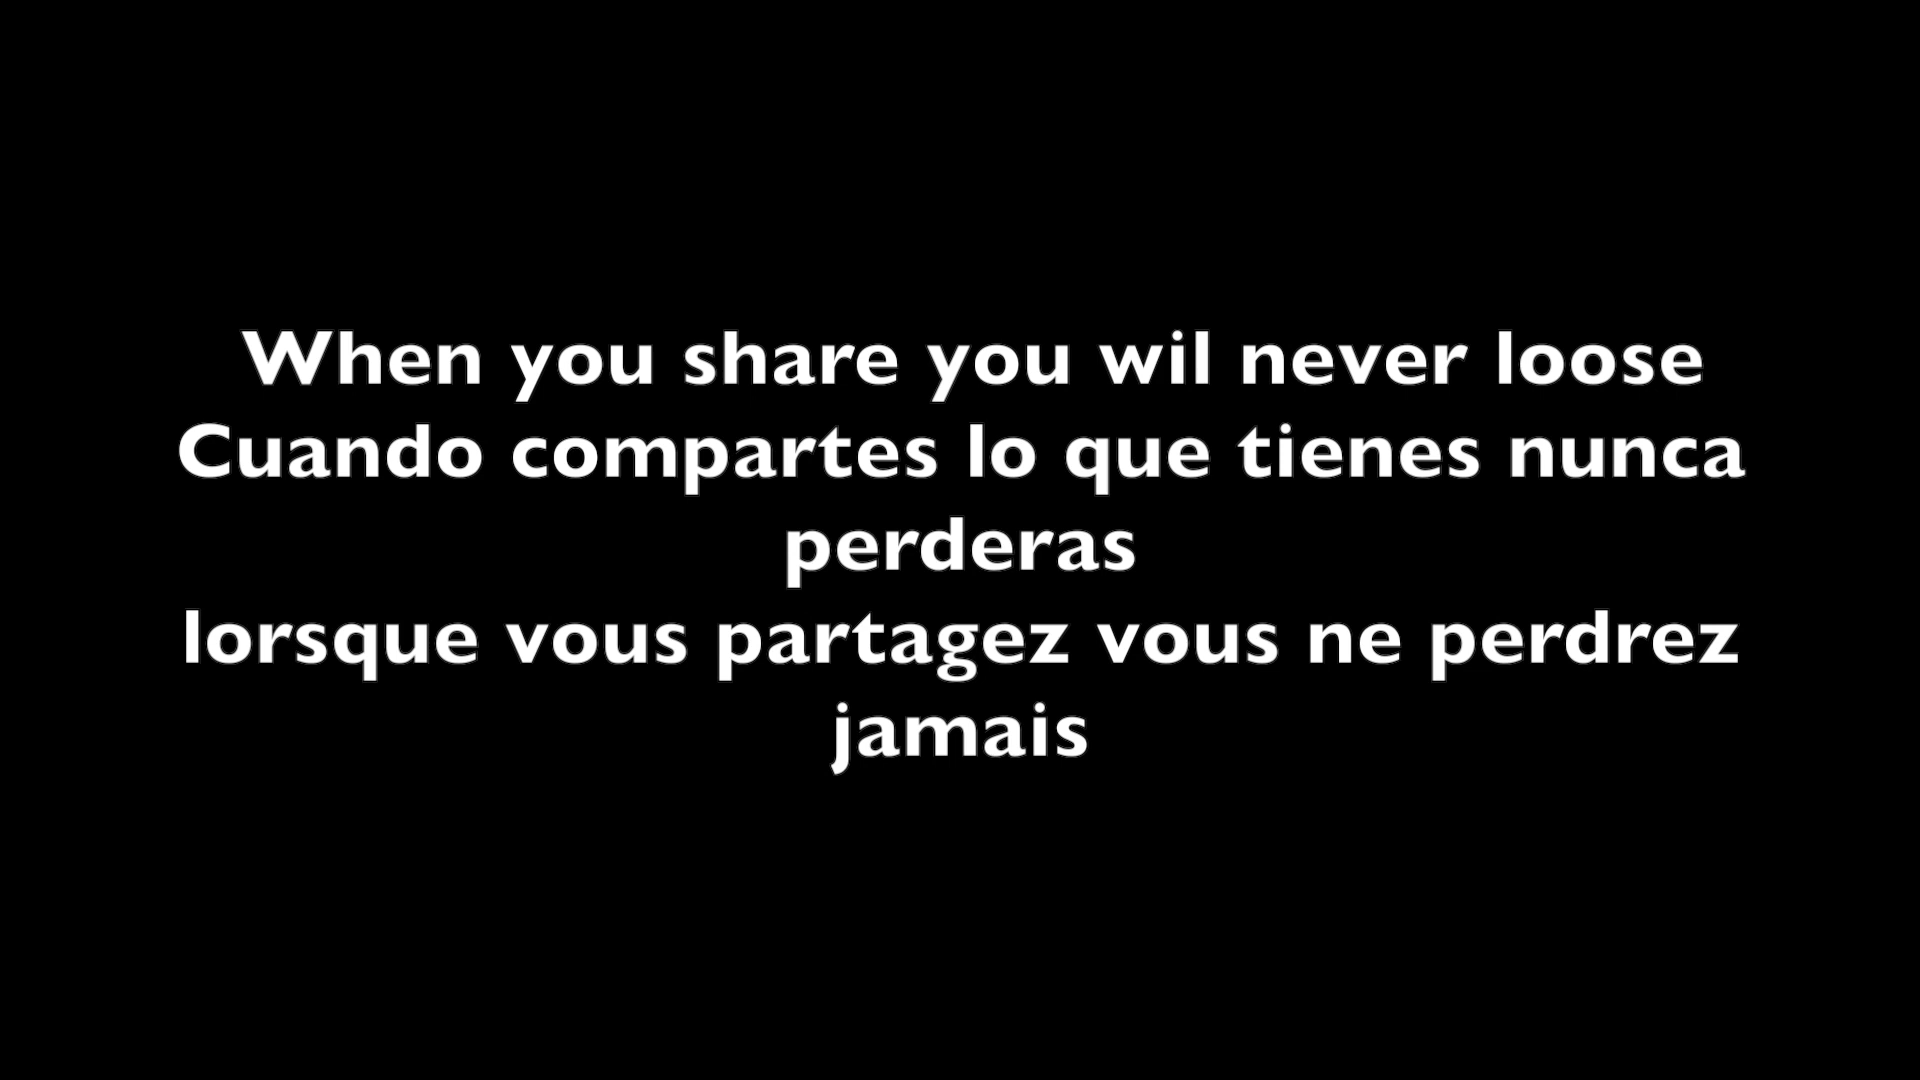 When you share you wil never loose
Cuando compartes lo que tienes nunca
perderas
lorsque vous partagez vous ne perdrez
jamais